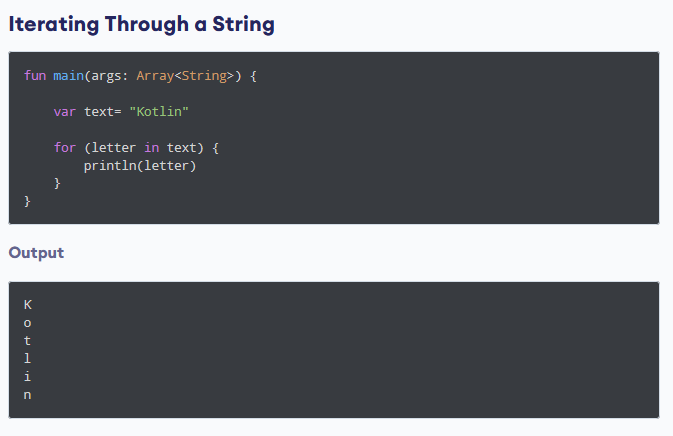 Iterating Through a String
fun main(args: Array<String>) {
    var text= "Kotlin"
    for (letter in text) {
        println(letter)
    }
}
Output
K
o
t
l
i
n